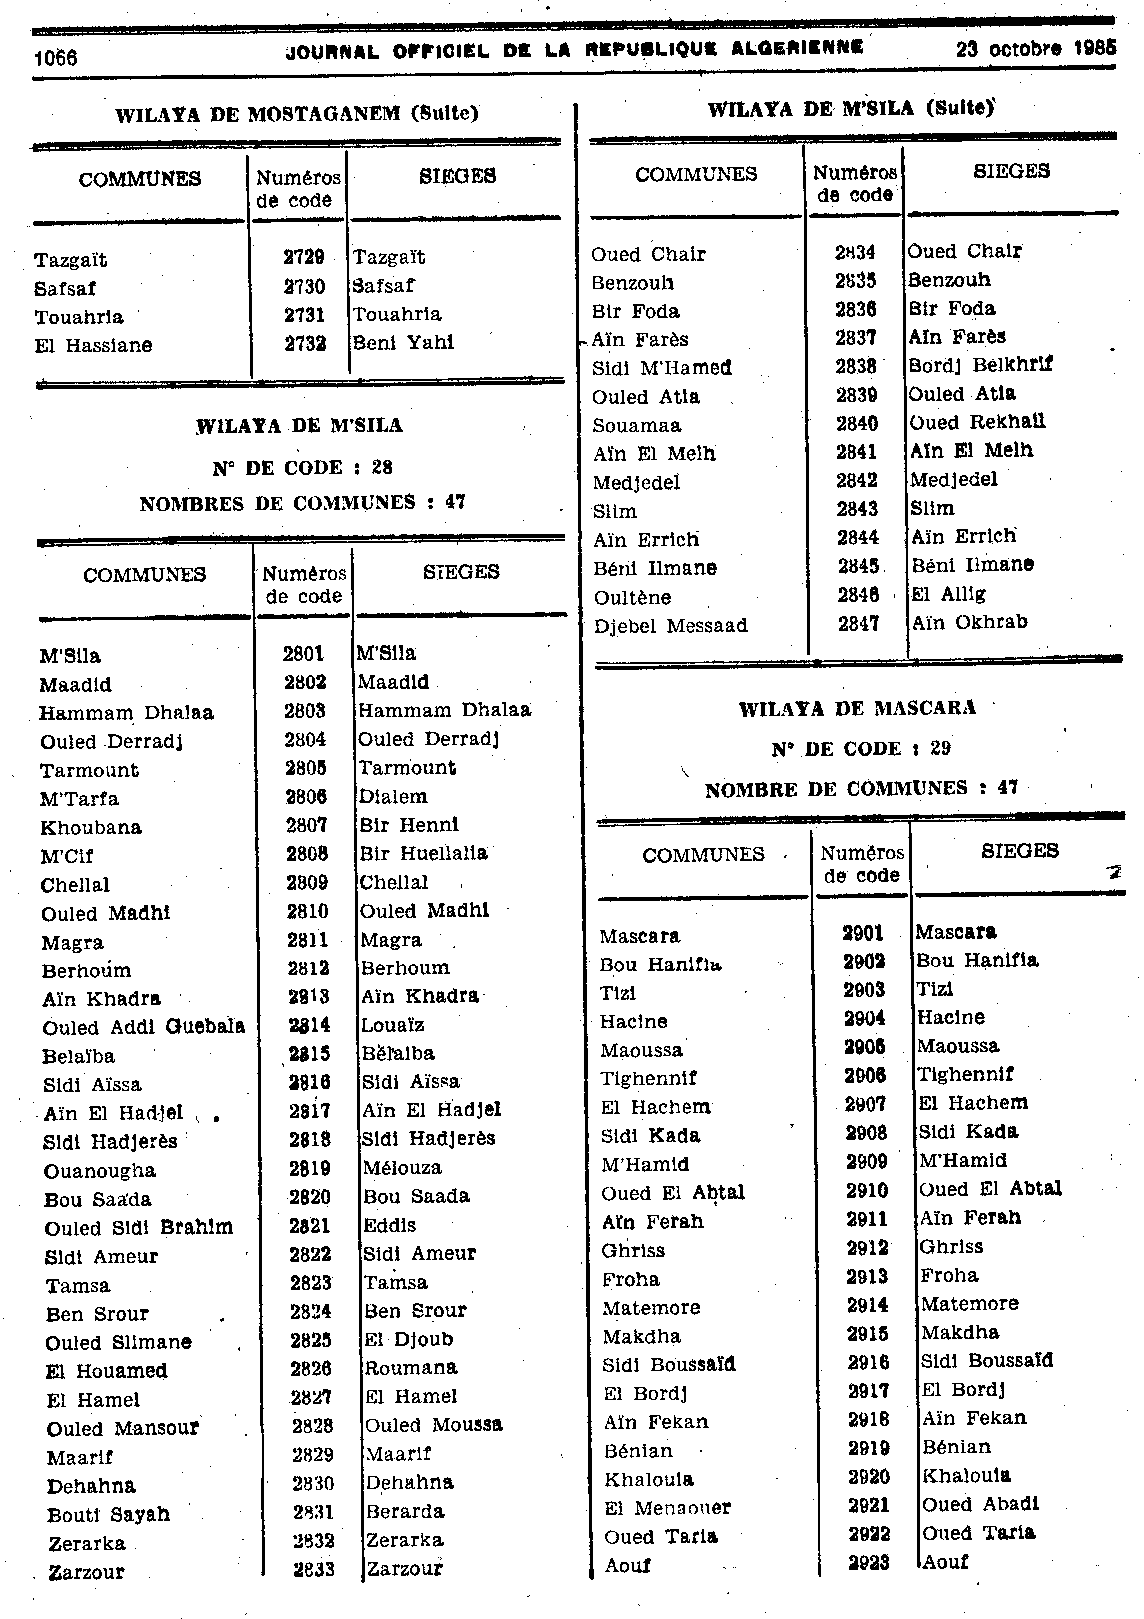 1066 JOURNAL OFFICIEL DE LA REPUBLIQUE ALGERIENNE 23 octobre 1985
WILAYA DE MOSTAGANEM (Suite)
COMMUNES Numéros de code SIEGES
Tazgaït 2729 Tazgaït
Safsaf 2730 Safsaf
Touahria 2731 Touahria
El Hassiane 2732 Beni Yahi
WILAYA DE M'SILA
N° DE CODE : 28
NOMBRES DE COMMUNES : 47
COMMUNES Numéros de code SIEGES
M'Sila 2801 M'Sila
Maadid 2802 Maadid
Hammam Dhalaa 2803 Hammam Dhalaa
Ouled Derradj 2804 Ouled Derradj
Tarmount 2805 Tarmount
M'Tarfa 2806 Dialem
Khoubana 2807 Bir Henni
M'Cif 2808 Bir Huellalia
Chellal 2809 Chellal
Ouled Madhi 2810 Ouled Madhi
Magra 2811 Magra
Berhoum 2812 Berhoum
Aïn Khadra 2813 Aïn Khadra
Ouled Addi Guebala 2814 Louaïz
Belaïba 2815 Belaïba
Sidi Aïssa 2816 Sidi Aïssa
Aïn El Hadjel 2817 Aïn El Hadjel
Sidi Hadjerès 2818 Sidi Hadjerès
Ouanougha 2819 Mélouza
Bou Saada 2820 Bou Saada
Ouled Sidi Brahim 2821 Eddis
Sidi Ameur 2822 Sidi Ameur
Tamsa 2823 Tamsa
Ben Srour 2824 Ben Srour
Ouled Slimane 2825 El Djoub
El Houamed 2826 Roumana
El Hamel 2827 El Hamel
Ouled Mansour 2828 Ouled Moussa
Maarif 2829 Maarif
Dehahna 2830 Dehahna
Bouti Sayah 2831 Berarda
Zerarka 2832 Zerarka
Zarzour 2833 Zarzour
WILAYA DE M'SILA (Suite)
COMMUNES Numéros de code SIEGES
Oued Chair 2834 Oued Chair
Benzouh 2835 Benzouh
Bir Foda 2836 Bir Foda
Aïn Farès 2837 Aïn Farès
Sidi M'Hamed 2838 Bordj Belkhrif
Ouled Atia 2839 Ouled Atia
Souamaa 2840 Oued Rekhail
Aïn El Melh 2841 Aïn El Melh
Medjedel 2842 Medjedel
Slim 2843 Slim
Aïn Errich 2844 Aïn Errich
Béni Ilmane 2845 Béni Ilmane
Oultène 2846 El Allig
Djebel Messaad 2847 Aïn Okhrab
WILAYA DE MASCARA
N° DE CODE : 29
NOMBRE DE COMMUNES : 47
COMMUNES Numéros de code SIEGES
Mascara 2901 Mascara
Bou Hanifia 2902 Bou Hanifia
Tizi 2903 Tizi
Hacine 2904 Hacine
Maoussa 2905 Maoussa
Tighennif 2906 Tighennif
El Hachem 2907 El Hachem
Sidi Kada 2908 Sidi Kada
M'Hamid 2909 M'Hamid
Oued El Abtal 2910 Oued El Abtal
Aïn Ferah 2911 Aïn Ferah
Ghriss 2912 Ghriss
Froha 2913 Froha
Matemore 2914 Matemore
Makdha 2915 Makdha
Sidi Boussaïd 2916 Sidi Boussaïd
El Bordj 2917 El Bordj
Aïn Fekan 2918 Aïn Fekan
Bénian 2919 Bénian
Khalouia 2920 Khalouia
El Menaouer 2921 Oued Abadi
Oued Taria 2922 Oued Taria
Aouf 2923 Aouf